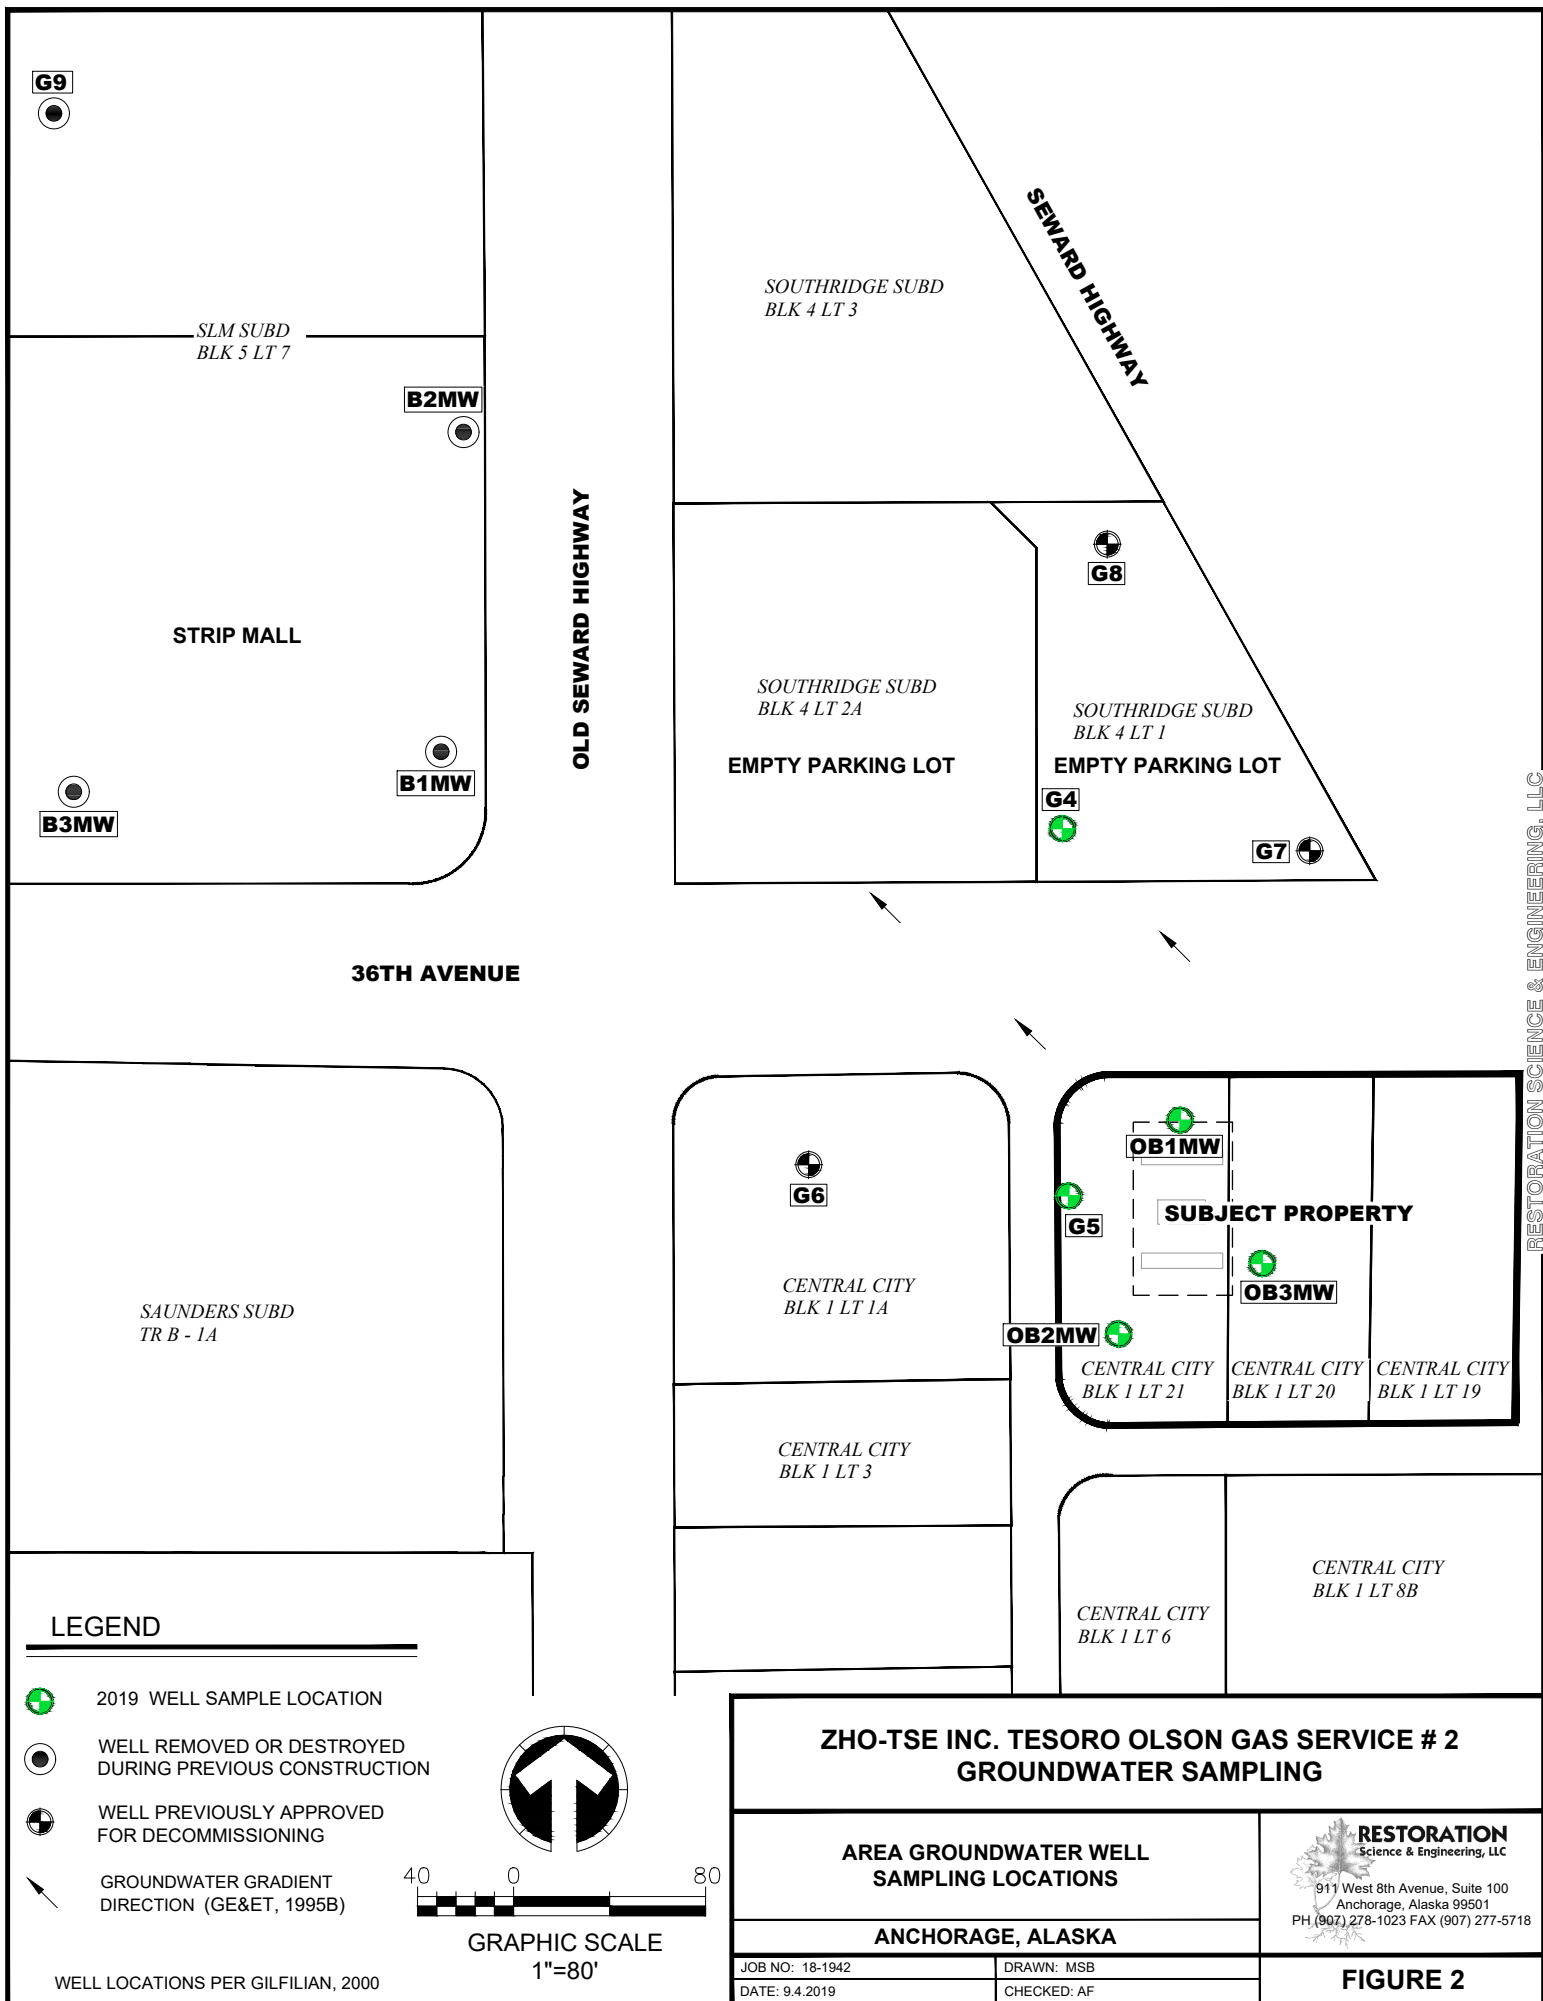 G9
SEWARD HIGHWAY
SOUTHRIDGE SUBD
BLK 4 LT 3
SLM SUBD
BLK 5 LT 7
B2MW
OLD SEWARD HIGHWAY
G8
STRIP MALL
SOUTHRIDGE SUBD
BLK 4 LT 2A
SOUTHRIDGE SUBD
BLK 4 LT 1
EMPTY PARKING LOT
EMPTY PARKING LOT
B1MW
B3MW
G4
G7
RESTORATION SCIENCE & ENGINEERING, LLC
36TH AVENUE
OB1MW
G6
G5
SUBJECT PROPERTY
OB3MW
CENTRAL CITY
BLK 1 LT 1A
SAUNDERS SUBD
TR B - 1A
OB2MW
CENTRAL CITY
BLK 1 LT 21
CENTRAL CITY
BLK 1 LT 20
CENTRAL CITY
BLK 1 LT 19
CENTRAL CITY
BLK 1 LT 3
CENTRAL CITY
BLK 1 LT 8B
CENTRAL CITY
BLK 1 LT 6
LEGEND
2019 WELL SAMPLE LOCATION
WELL REMOVED OR DESTROYED
DURING PREVIOUS CONSTRUCTION
WELL PREVIOUSLY APPROVED
FOR DECOMMISSIONING
GROUNDWATER GRADIENT
DIRECTION (GE&ET, 1995B)
WELL LOCATIONS PER GILFILIAN, 2000
40 0 80
GRAPHIC SCALE
1"=80'
ZHO-TSE INC. TESORO OLSON GAS SERVICE # 2
GROUNDWATER SAMPLING
AREA GROUNDWATER WELL
SAMPLING LOCATIONS
ANCHORAGE, ALASKA
RESTORATION
Science & Engineering, LLC
911 West 8th Avenue, Suite 100
Anchorage, Alaska 99501
PH (907) 278-1023 FAX (907) 277-5718
JOB NO: 18-1942
DRAWN: MSB
DATE: 9.4.2019
CHECKED: AF
FIGURE 2